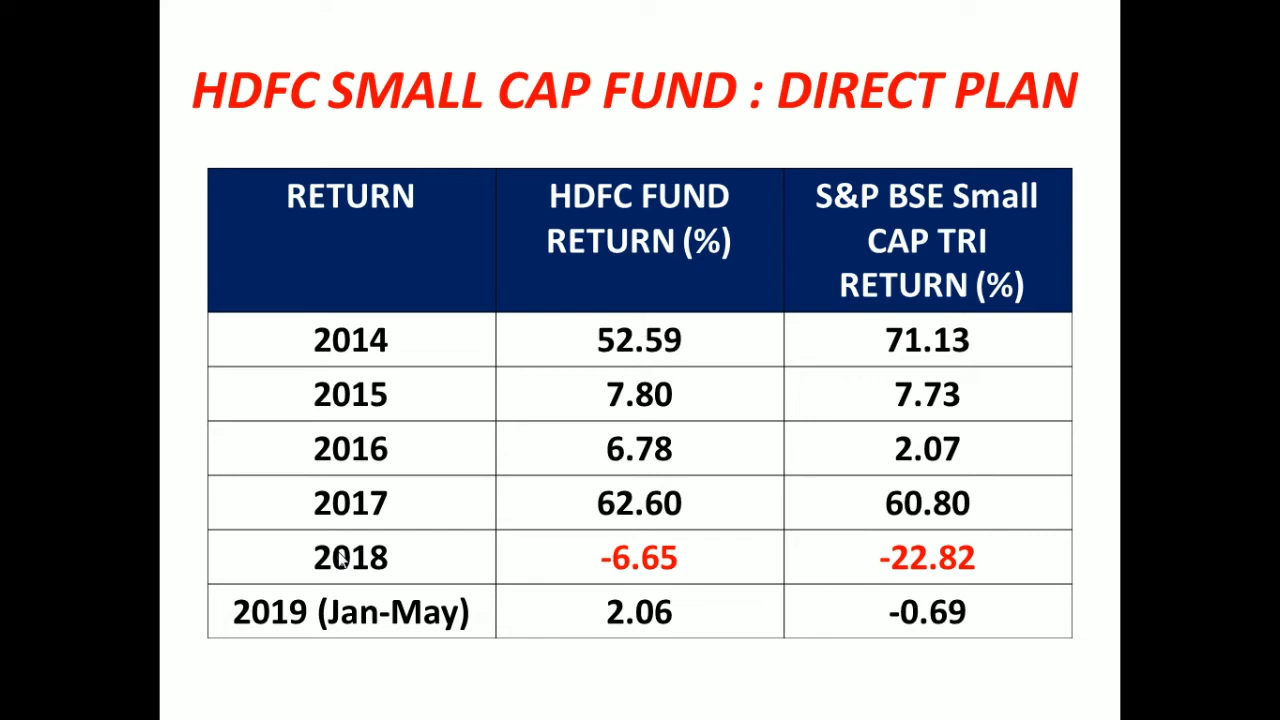 HDFC SMALL CAP FUND : DIRECT PLAN
RETURN HDFC FUND S&P BSE Small
RETURN (%) CAP TRI
RETURN (%)
2014 52.59 71.13
2015 7.80 7.73
2016 6.78 2.07
2017 62.60 60.80
2018 -6.65 -22.82
2019 (Jan-May) 2.06 -0.69